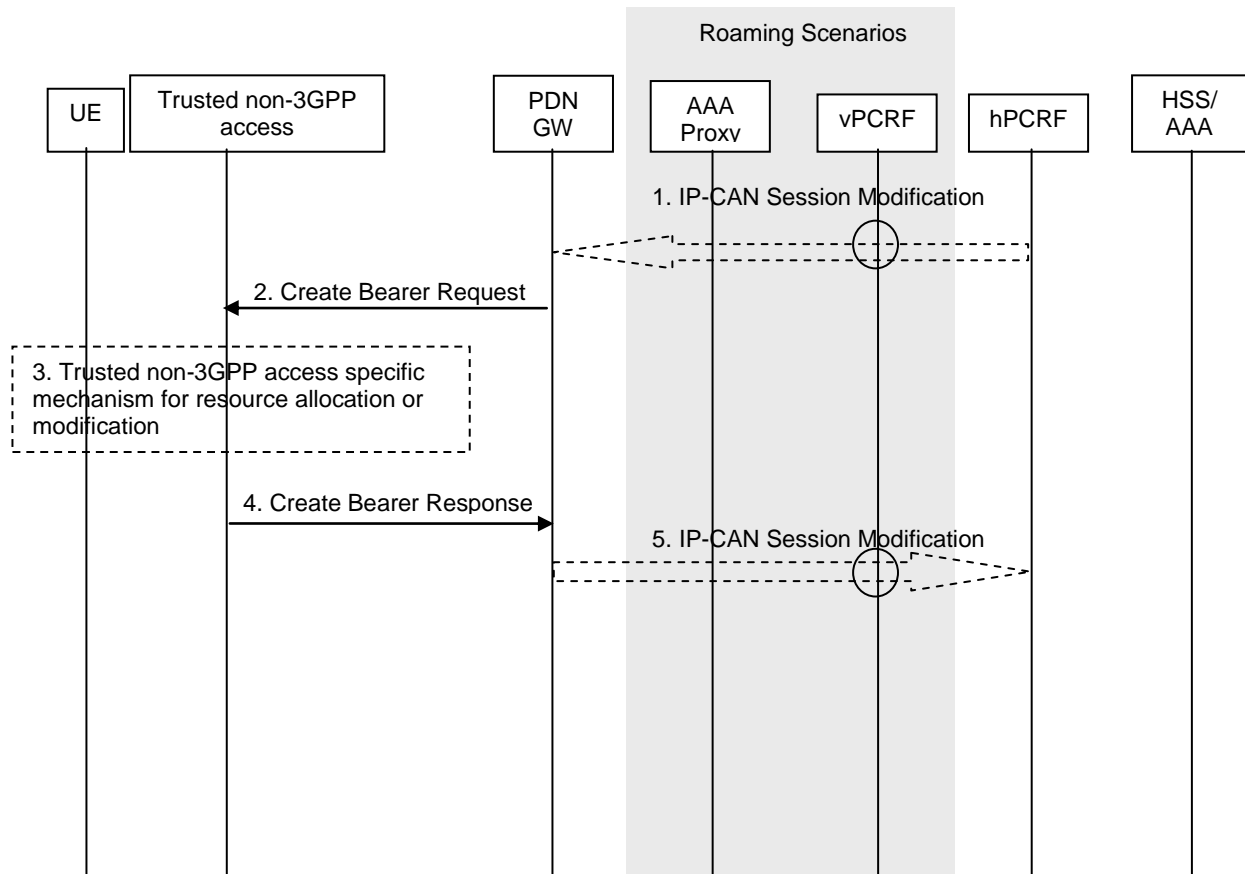 Roaming Scenarios
UE
Trusted non-3GPP
access
PDN
GW
AAA
Proxy
vPCRF
hPCRF
HSS/
AAA
1. IP-CAN Session Modification
2. Create Bearer Request
3. Trusted non-3GPP access specific
mechanism for resource allocation or
modification
4. Create Bearer Response
5. IP-CAN Session Modification